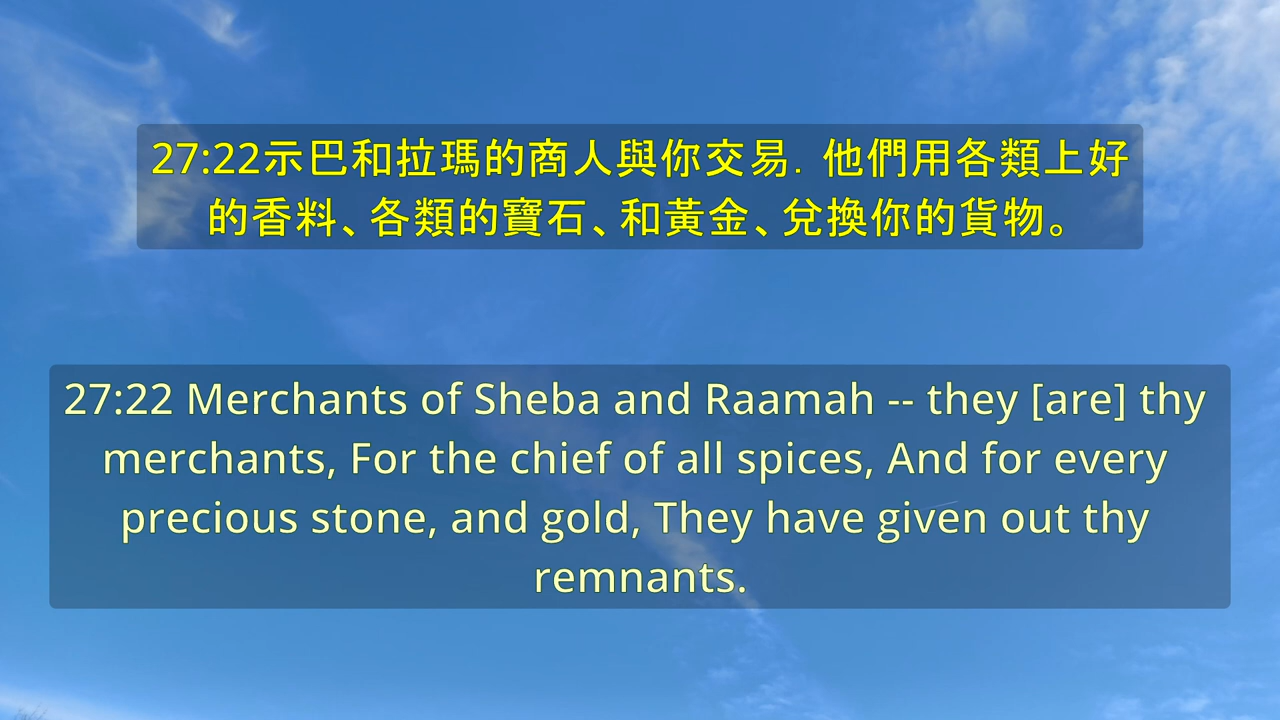 27:22示巴和拉瑪的商人與你交易. 他們用各類上好
的香料、各類的寶石、和黃金、兌換你的貨物。
27:22 Merchants of Sheba and Raamah -- they [are] thy
merchants, For the chief of all spices, And for every
precious stone, and gold, They have given out thy
remnants.